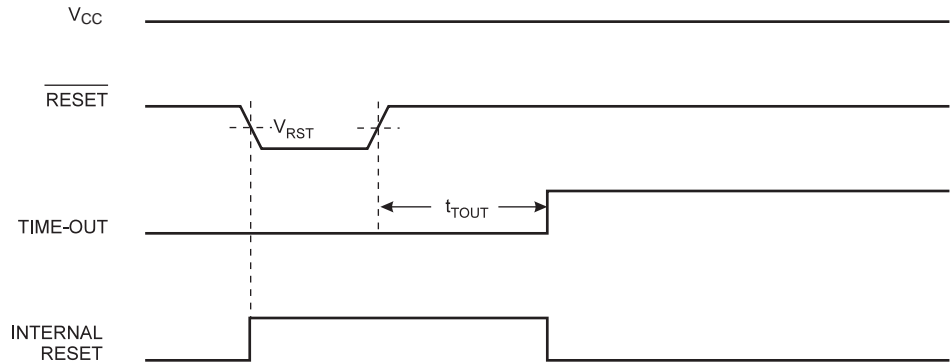 VCC
RESET
VRST
tTOUT
TIME-OUT
INTERNAL
RESET